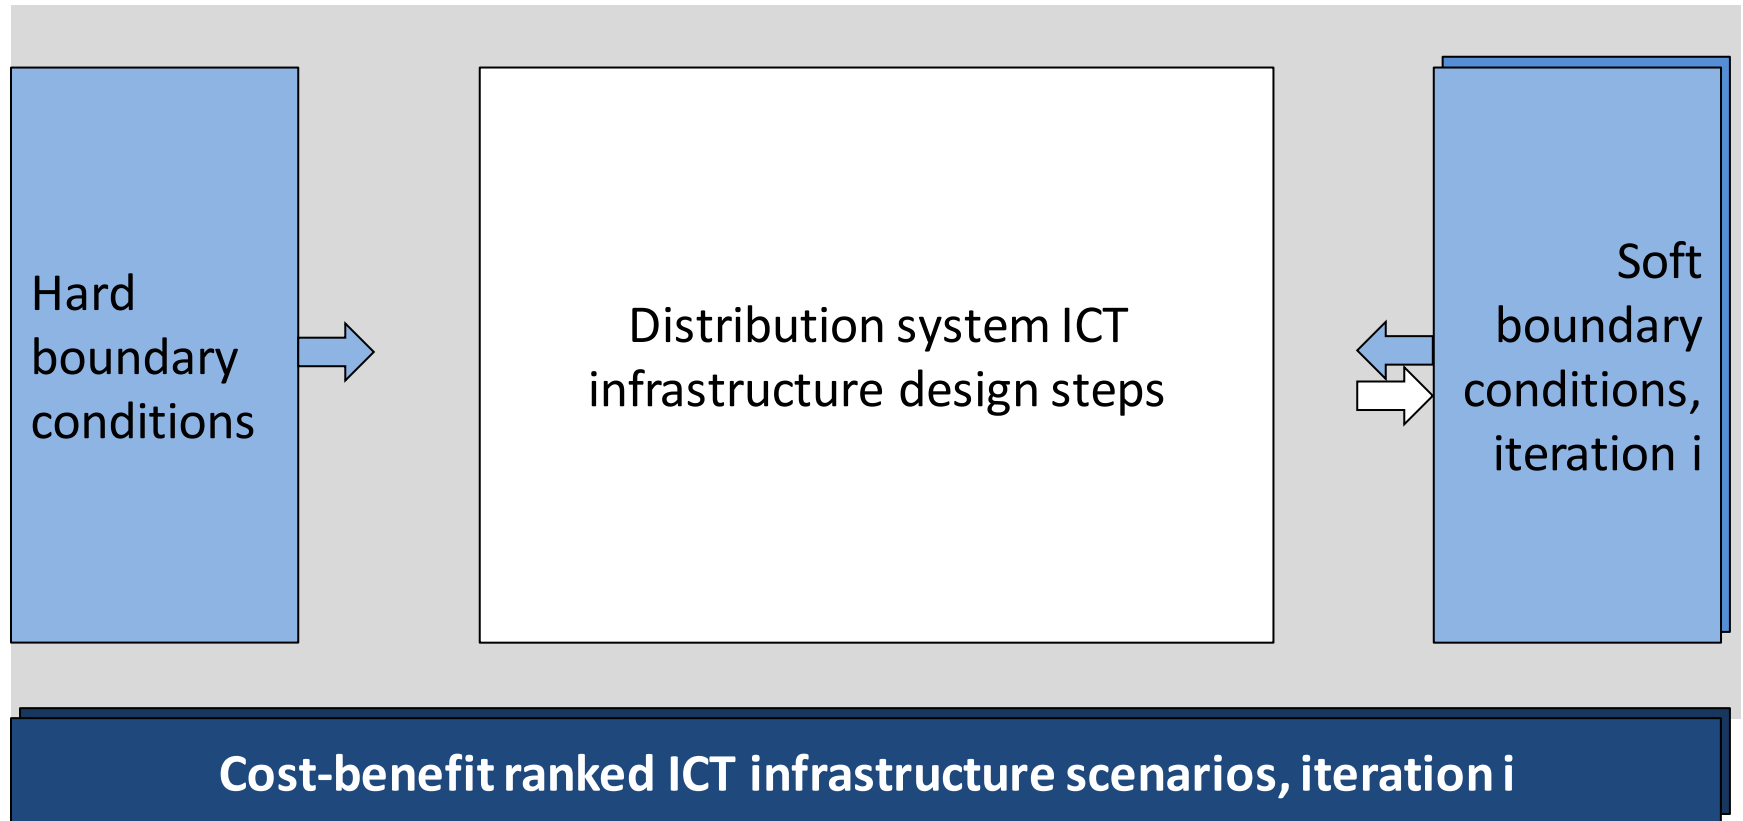 Hard
boundary
conditions
Distribution system ICT
infrastructure design steps
Soft
boundary
conditions,
iteration i
Cost-benefit ranked ICT infrastructure scenarios, iteration i